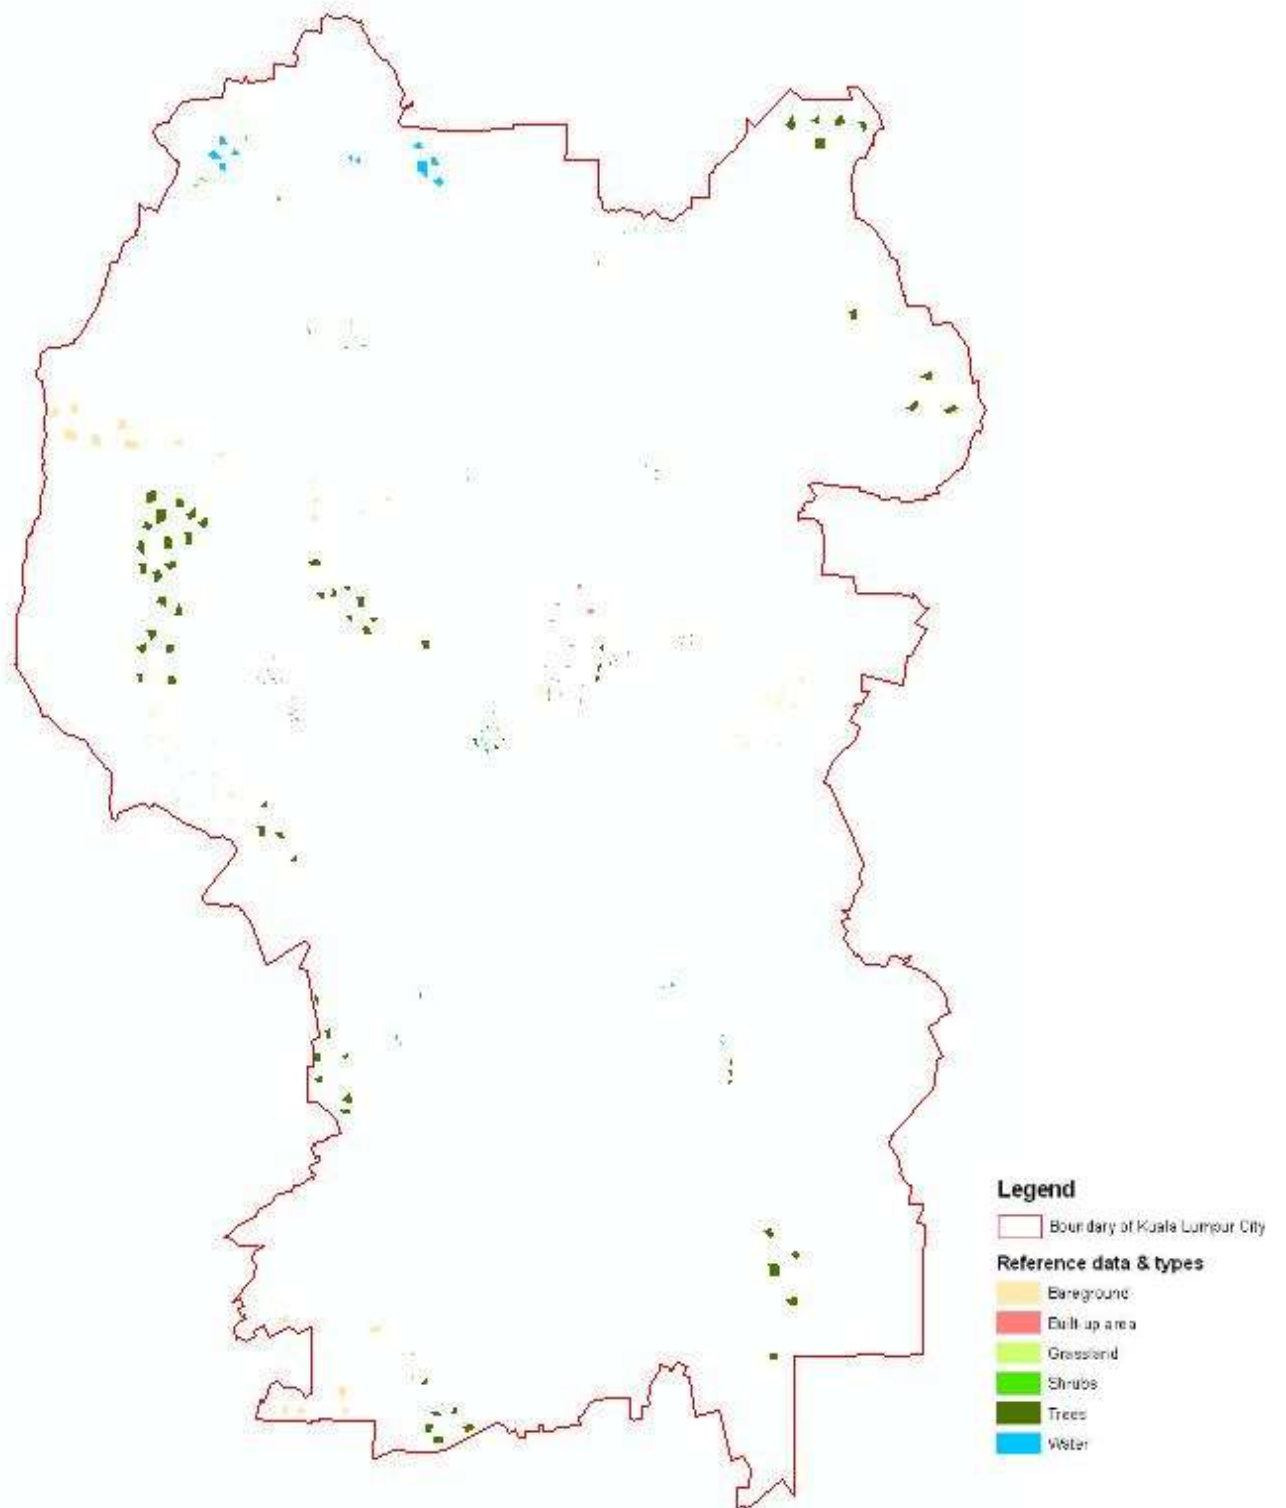 Legend
Boundary of Kuala Lumpur City
Reference data & types
Bareground
Built-up area
Grassland
Shrubs
Trees
Water